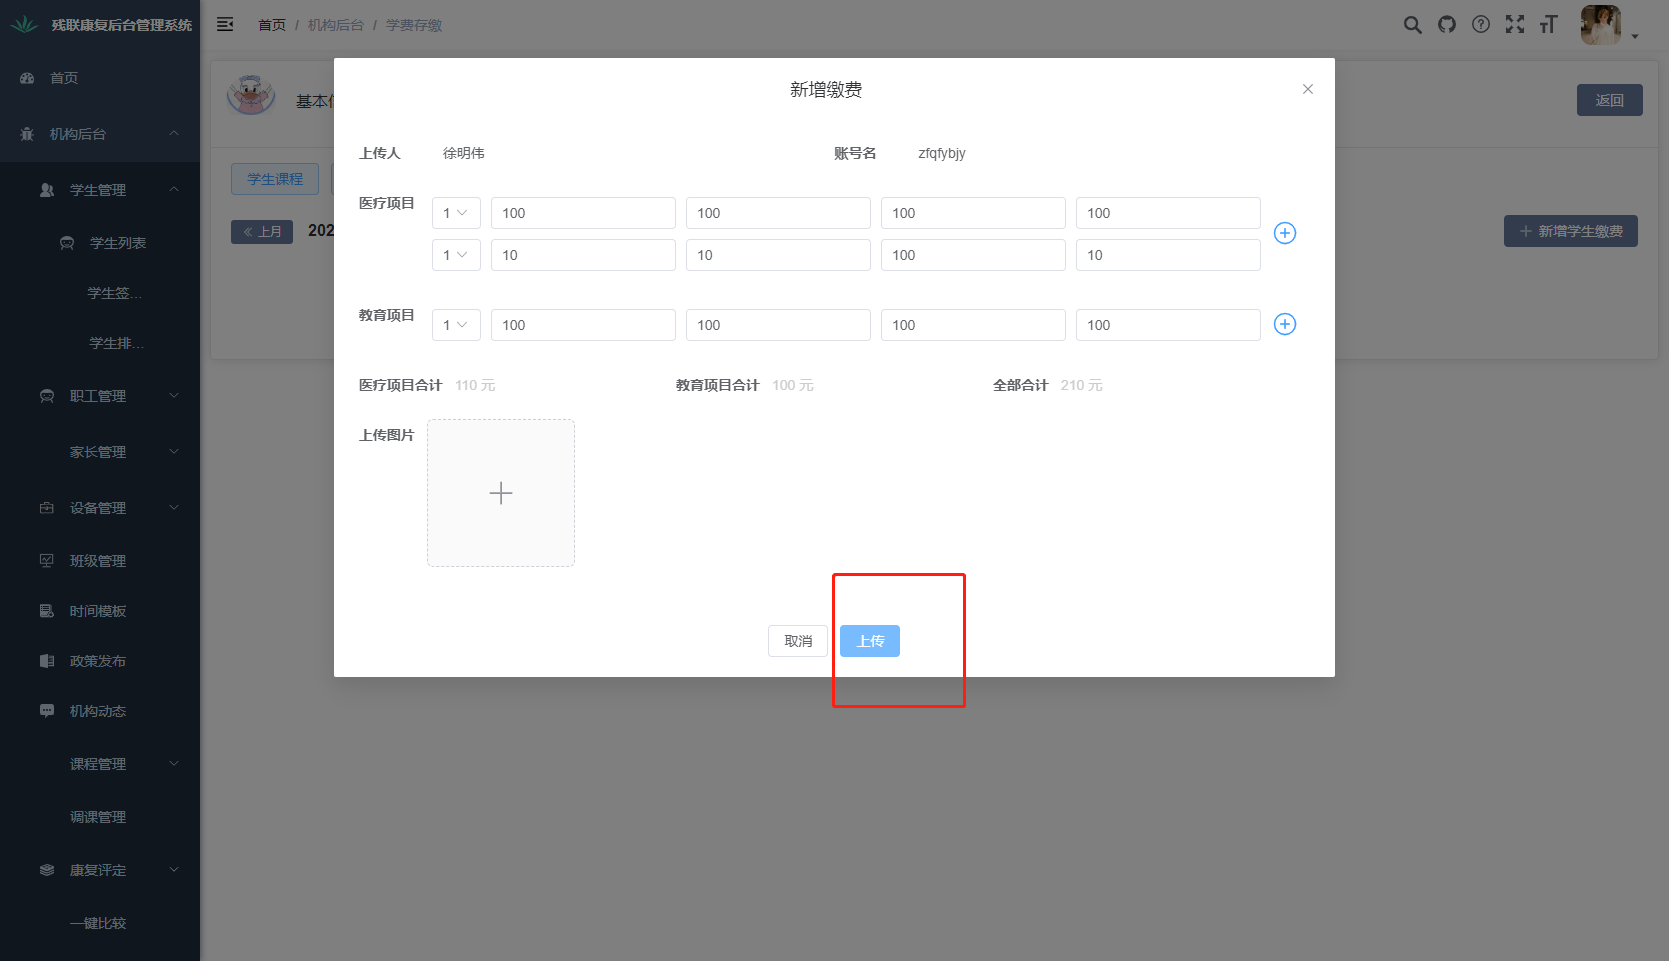 残联康复后台管理系统
首页 / 机构后台 / 学费存缴
首页
机构后台
学生管理
学生列表
学生签...
学生排...
职工管理
家长管理
设备管理
班级管理
时间模板
政策发布
机构动态
课程管理
调课管理
康复评定
一键比较
基本信
返回
学生课程
上月
202
新增学生缴费
新增缴费
上传人 徐明伟 账号名 zfqfybjy
医疗项目 1 100 100 100 100
1 10 10 100 10
教育项目 1 100 100 100 100
医疗项目合计 110 元 教育项目合计 100 元 全部合计 210 元
上传图片
取消 上传